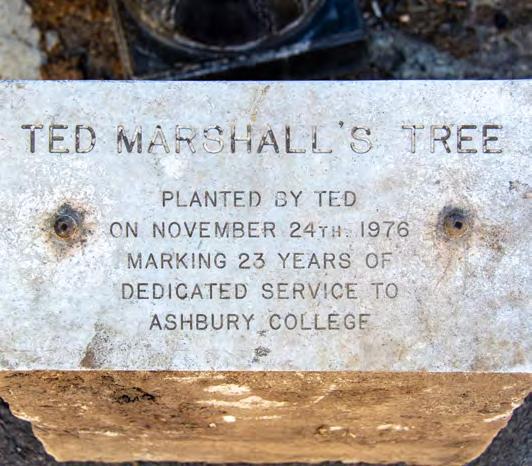 TED MARSHALL'S TREE
PLANTED BY TED
ON NOVEMBER 24TH. 1976
MARKING 23 YEARS OF
DEDICATED SERVICE TO
ASHBURY COLLEGE